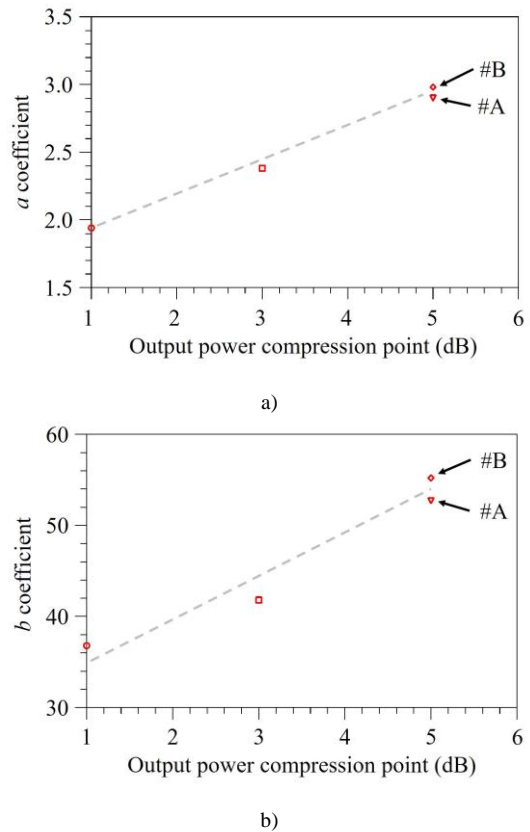 3.5
3.0
2.5
2.0
1.5
a coefficient
#B
#A
1 2 3 4 5 6
Output power compression point (dB)
a)
60
50
40
30
b coefficient
#B
#A
1 2 3 4 5 6
Output power compression point (dB)
b)